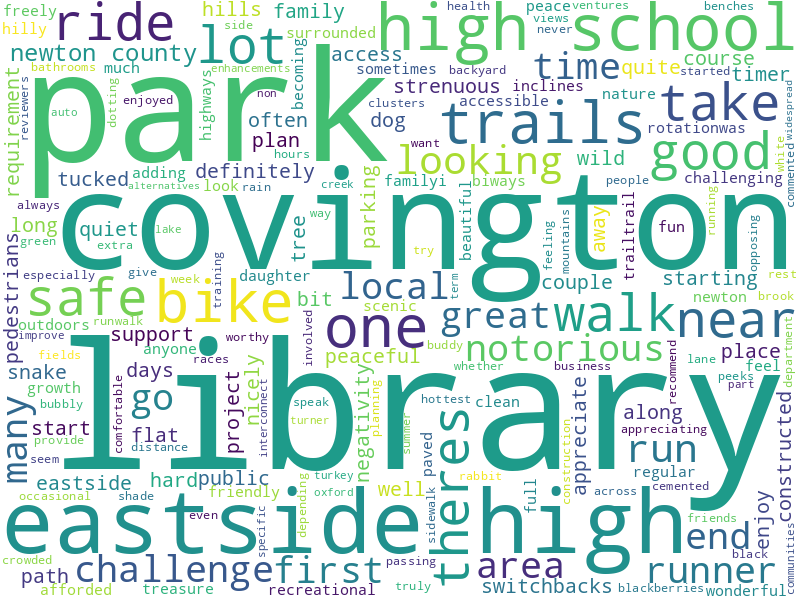 freely
hilly
ride
hills
family
side
lot
surrounded
high school
health
ventures
benches
peace
views
never
newton county
much
access
becoming
bathrooms
enhancements
sometimes
backyard
time
quite
started
course
timer
park
requirement
reviewers
auto
enjoyed
dotting
highways
non
often
dog
plan
hours
strenuous
inclines
clusters
accessible
nature
take
trails
rotationwas
commented
widespread
white
tucked
adding
definitely
alternatives
look
rain
tree
parking
looking
want
familyi
biways
wild
people
good
challenging
always
long
green
quiet
extra
lake
creek
way
beautiful
feeling
mountains
away
trailtrail
fun
running
opposing
covington
especially
outdoors
give
week
daughter
training
try
term
couple
starting
newton
rest
brook
pedestrians
safe
bike
bit
local
scenic
great
walk
near
department
improve
runwalk
support
worthy
one
fields
anyone
races
involved
peaceful
buddy
notorious
whether
business
recommend
lane
feel
place
peeks
part
snake
days
nicely
growth
bubbly
comfortable
project
interconnect
negativity
planning
speak
hottest
clean
many
go
start
flat
provide
distance
turner
summer
theres
paved
run
along
appreciating
appreciate
construction
constructed
library
seem
eastside
hard
public
turkey
well
rabbit
regular
cemented
occasional
shade
friendly
oxford
depending
sidewalk
full
across
friends
enjoy
communities
eastside high
even
specific
end
black
crowded
path
challenge
first
passing
area
runner
afforded
treasure
recreational
truly
switchbacks
blackberries
wonderful